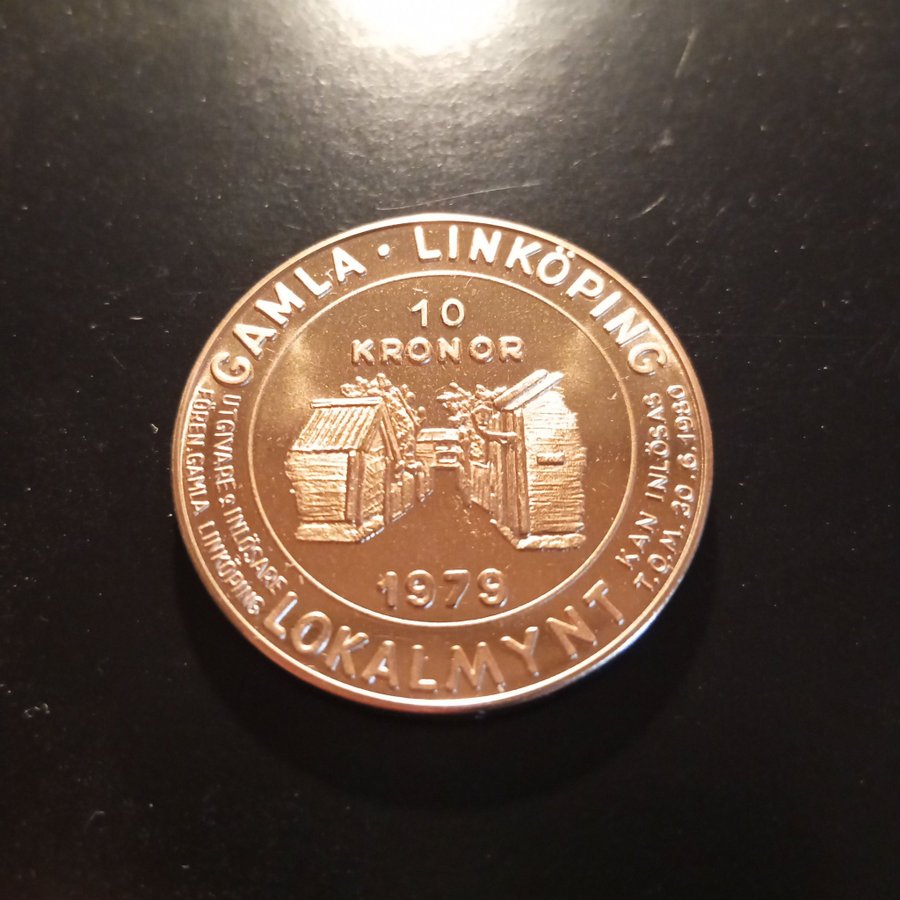 GAMLA · LINKÖPING
10
KRONOR
1979
LOKALMYNT
UTGIVARE & INLÖSARE
FÖREN. GAMLA LINKÖPING
KAN INLÖSAS
T.O.M. 30.6.1980